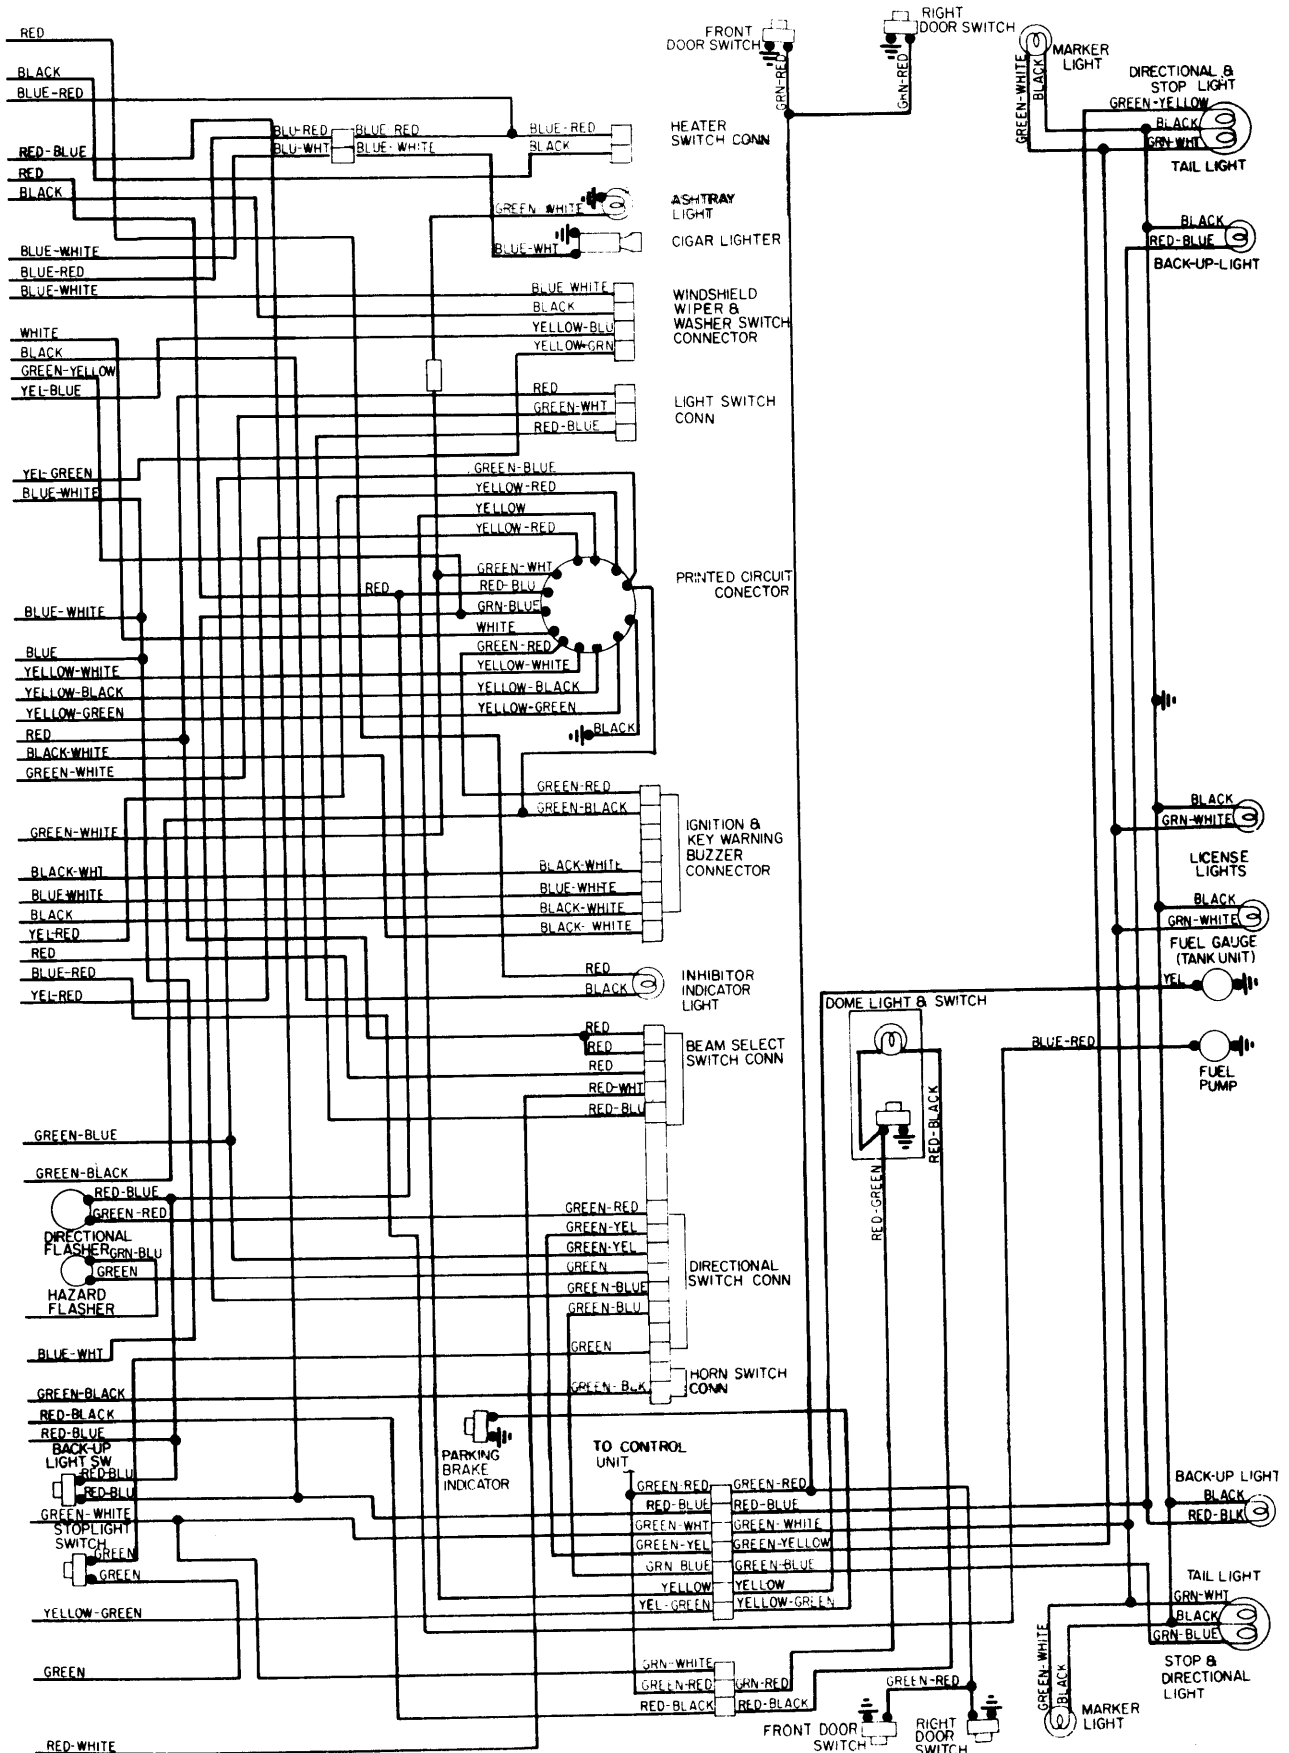 RED
BLACK
BLUE-RED
RED-BLUE
RED
BLACK
BLUE-WHITE
BLUE-RED
BLUE-WHITE
WHITE
BLACK
GREEN-YELLOW
YEL-BLUE
YEL-GREEN
BLUE-WHITE
BLUE-WHITE
BLUE
YELLOW-WHITE
YELLOW-BLACK
YELLOW-GREEN
RED
BLACK-WHITE
GREEN-WHITE
GREEN-WHITE
BLACK-WHT
BLUE-WHITE
BLACK
YEL-RED
RED
BLUE-RED
YEL-RED
GREEN-BLUE
GREEN-BLACK
RED-BLUE
GREEN-RED
DIRECTIONAL
FLASHER
GRN-BLU
GREEN
HAZARD
FLASHER
BLUE-WHT
GREEN-BLACK
RED-BLACK
RED-BLUE
BACK-UP
LIGHT SW
RED-BLU
RED-BLU
GREEN-WHITE
STOPLIGHT
SWITCH
GREEN
GREEN
YELLOW-GREEN
GREEN
RED-WHITE
BLU-RED
BLU-WHT
BLUE RED
BLUE-WHITE
BLUE-RED
BLACK
HEATER
SWITCH CONN
GREEN WHITE
ASHTRAY
LIGHT
BLUE-WHT
CIGAR LIGHTER
BLUE WHITE
BLACK
YELLOW-BLU
YELLOW-GRN
WINDSHIELD
WIPER &
WASHER SWITCH
CONNECTOR
RED
GREEN-WHT
RED-BLUE
LIGHT SWITCH
CONN
GREEN-BLUE
YELLOW-RED
YELLOW
YELLOW-RED
GREEN-WHT
RED
RED-BLU
GRN-BLUE
WHITE
GREEN-RED
YELLOW-WHITE
YELLOW-BLACK
YELLOW-GREEN
BLACK
PRINTED CIRCUIT
CONECTOR
GREEN-RED
GREEN-BLACK
BLACK-WHITE
BLUE-WHITE
BLACK-WHITE
BLACK- WHITE
IGNITION &
KEY WARNING
BUZZER
CONNECTOR
RED
BLACK
INHIBITOR
INDICATOR
LIGHT
RED
RED
RED
RED-WHT
RED-BLU
BEAM SELECT
SWITCH CONN
GREEN-RED
GREEN-YEL
GREEN-YEL
GREEN
GREEN-BLUE
GREEN-BLU
GREEN
DIRECTIONAL
SWITCH CONN
GREEN-BLK
HORN SWITCH
CONN
PARKING
BRAKE
INDICATOR
TO CONTROL
UNIT
GREEN-RED
RED-BLUE
GREEN-WHT
GREEN-YEL
GRN BLUE
YELLOW
YEL-GREEN
GREEN-RED
RED-BLUE
GREEN-WHITE
GREEN-YELLOW
GREEN-BLUE
YELLOW
YELLOW-GREEN
GRN-WHITE
GREEN-RED
RED-BLACK
GRN-RED
RED-BLACK
FRONT
DOOR SWITCH
RIGHT
DOOR SWITCH
GRN-RED
GRN-RED
MARKER
LIGHT
GREEN-WHITE
BLACK
DIRECTIONAL &
STOP LIGHT
GREEN-YELLOW
BLACK
GRN-WHT
TAIL LIGHT
BLACK
RED-BLUE
BACK-UP-LIGHT
BLACK
GRN-WHITE
LICENSE
LIGHTS
BLACK
GRN-WHITE
FUEL GAUGE
(TANK UNIT)
YEL
DOME LIGHT & SWITCH
RED-GREEN
RED-BLACK
BLUE-RED
FUEL
PUMP
BACK-UP LIGHT
BLACK
RED-BLK
TAIL LIGHT
GRN-WHT
BLACK
GRN-BLUE
STOP &
DIRECTIONAL
LIGHT
GREEN-WHITE
BLACK
MARKER
LIGHT
GREEN-RED
FRONT DOOR
SWITCH
RIGHT
DOOR
SWITCH